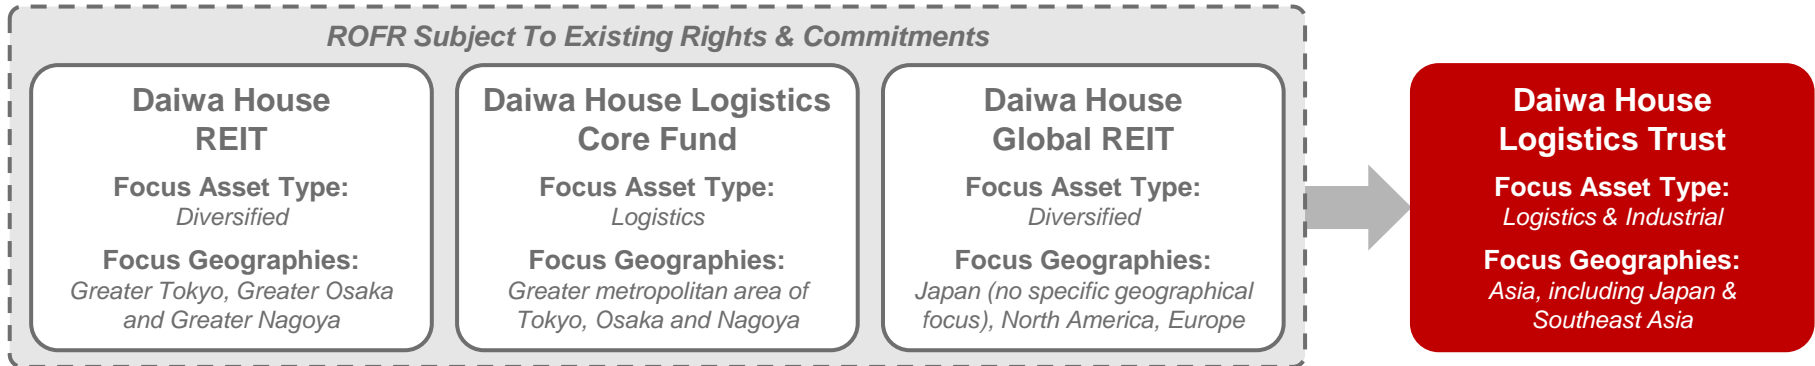 ROFR Subject To Existing Rights & Commitments
Daiwa House
REIT
Focus Asset Type:
Diversified
Focus Geographies:
Greater Tokyo, Greater Osaka
and Greater Nagoya
Daiwa House Logistics
Core Fund
Focus Asset Type:
Logistics
Focus Geographies:
Greater metropolitan area of
Tokyo, Osaka and Nagoya
Daiwa House
Global REIT
Focus Asset Type:
Diversified
Focus Geographies:
Japan (no specific geographical
focus), North America, Europe
Daiwa House
Logistics Trust
Focus Asset Type:
Logistics & Industrial
Focus Geographies:
Asia, including Japan &
Southeast Asia